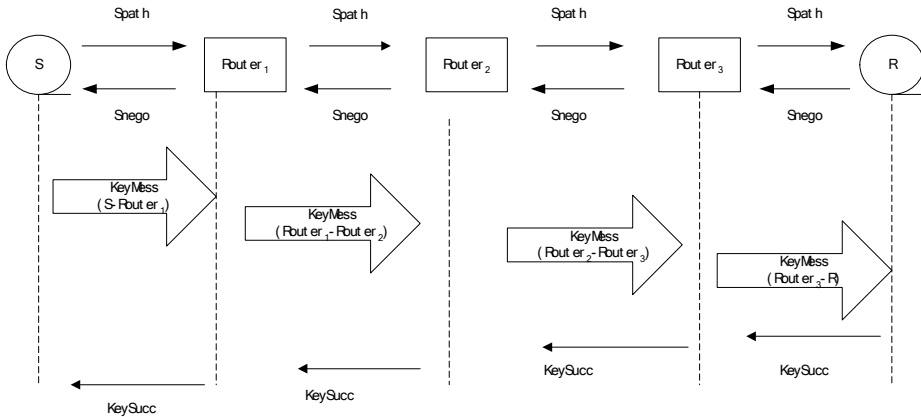 Spath Spath Spath Spath
S Router1 Router2 Router3 R
Snego Snego Snego Snego
KeyMess
(S-Router1)
KeyMess
(Router1-Router2)
KeyMess
(Router2-Router3)
KeyMess
(Router3-R)
KeySucc
KeySucc
KeySucc
KeySucc